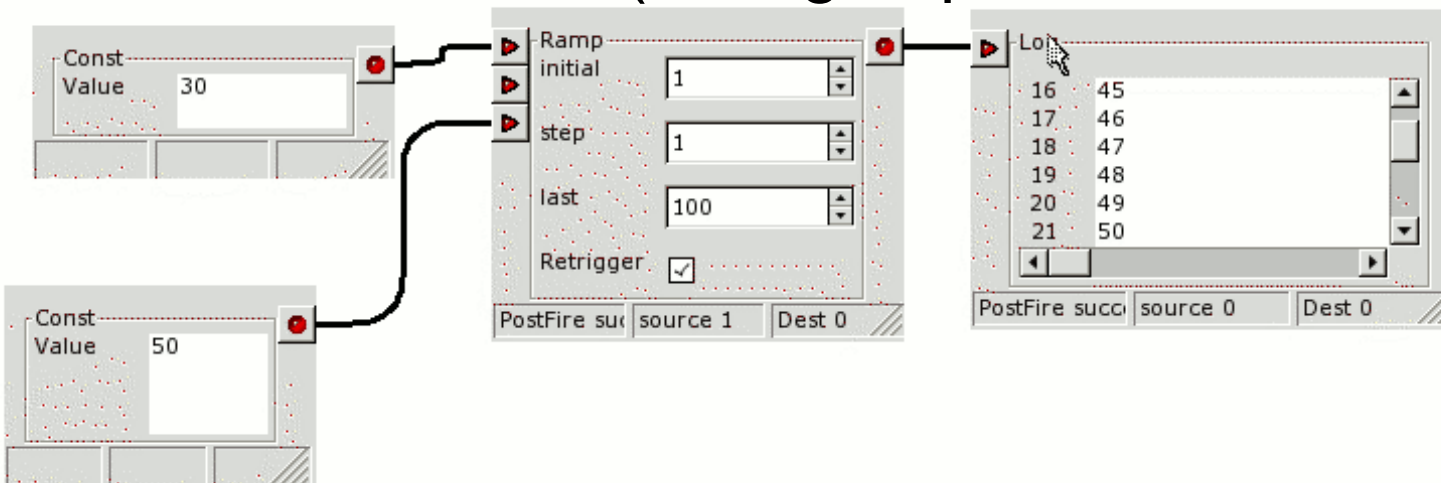 Const
Value 30
Ramp
initial 1
step 1
last 100
Retrigger
PostFire suc source 1 Dest 0
16 45
17 46
18 47
19 48
20 49
21 50
PostFire succ source 0 Dest 0
Const
Value 50